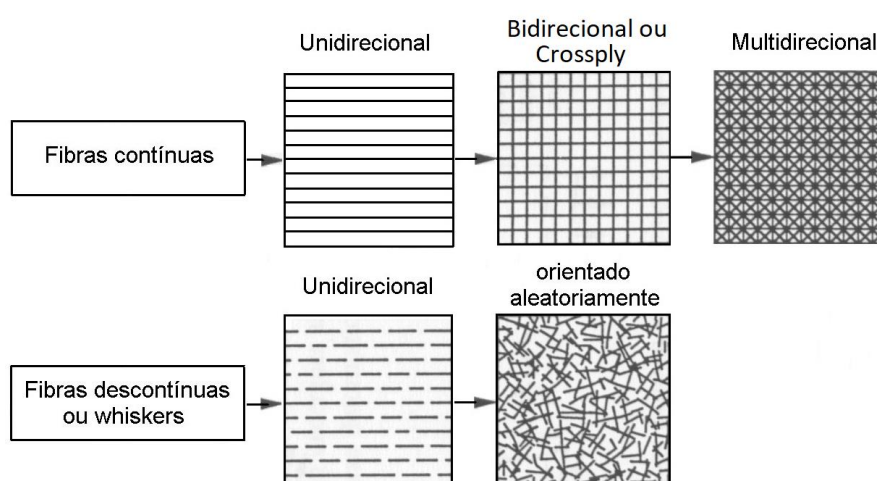 Unidirecional
Bidirecional ou
Crossply
Multidirecional
Fibras contínuas
Unidirecional
orientado
aleatoriamente
Fibras descontínuas
ou whiskers